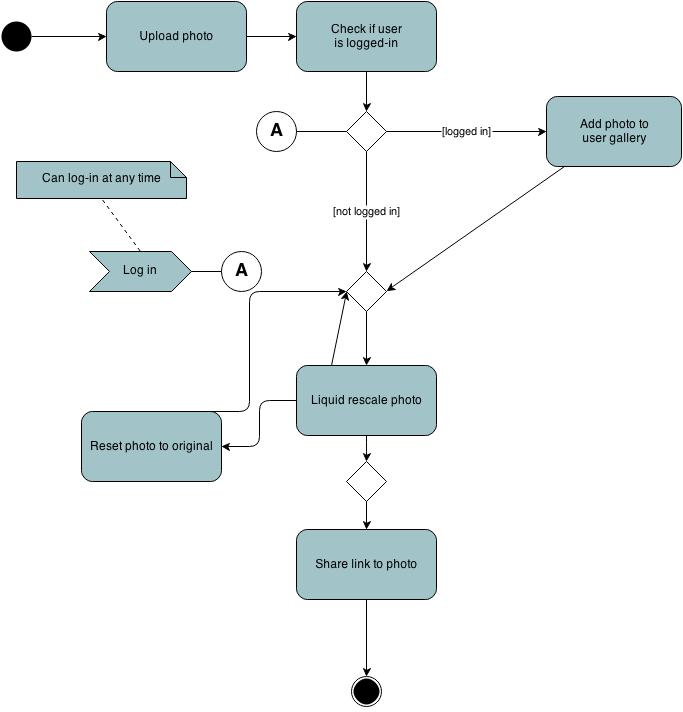 Upload photo
Check if user
is logged-in
A
[logged in]
Add photo to
user gallery
Can log-in at any time
[not logged in]
Log in
A
Liquid rescale photo
Reset photo to original
Share link to photo